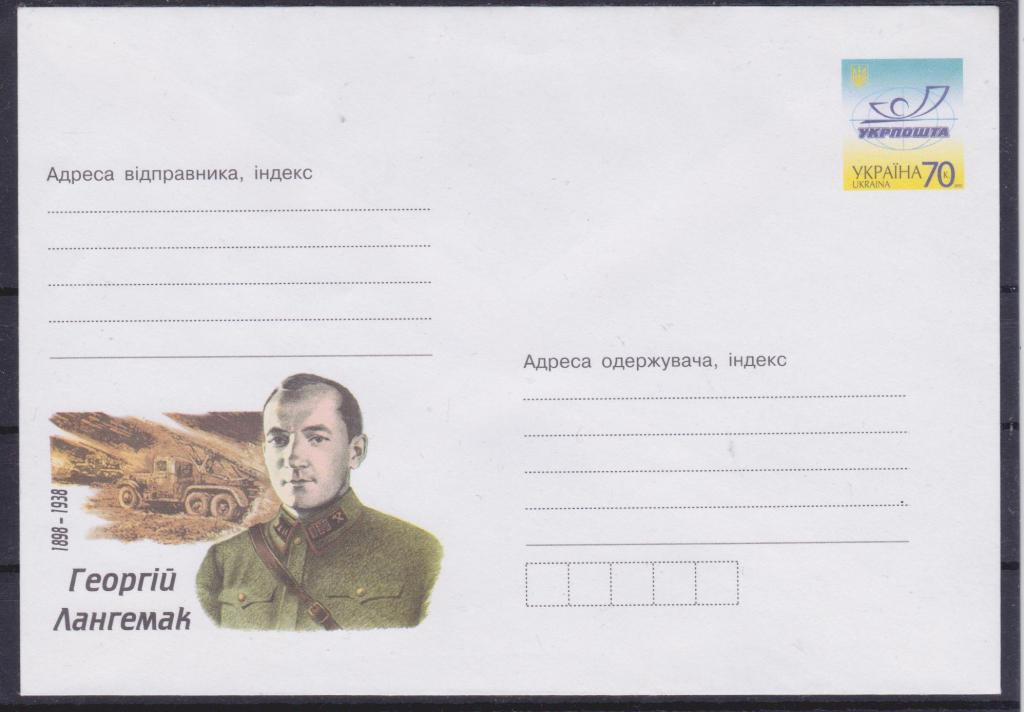 УКРПОШТА
УКРАЇНА 70 к
UKRAINA
Адреса відправника, індекс
Адреса одержувача, індекс
1898 - 1938
Георгій
Лангемак